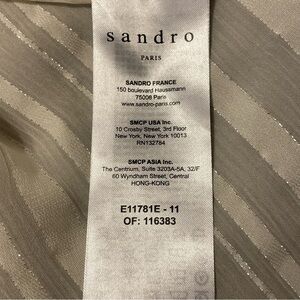 sandro
PARIS
SANDRO FRANCE
150 boulevard Haussmann
75008 Paris
www.sandro-paris.com
SMCP USA Inc.
10 Crosby Street, 3rd Floor
New York, New York 10013
RN132784
SMCP ASIA Inc.
The Centrium, Suite 3203A-5A, 32/F
60 Wyndham Street, Central
HONG-KONG
E11781E - 11
OF: 116383